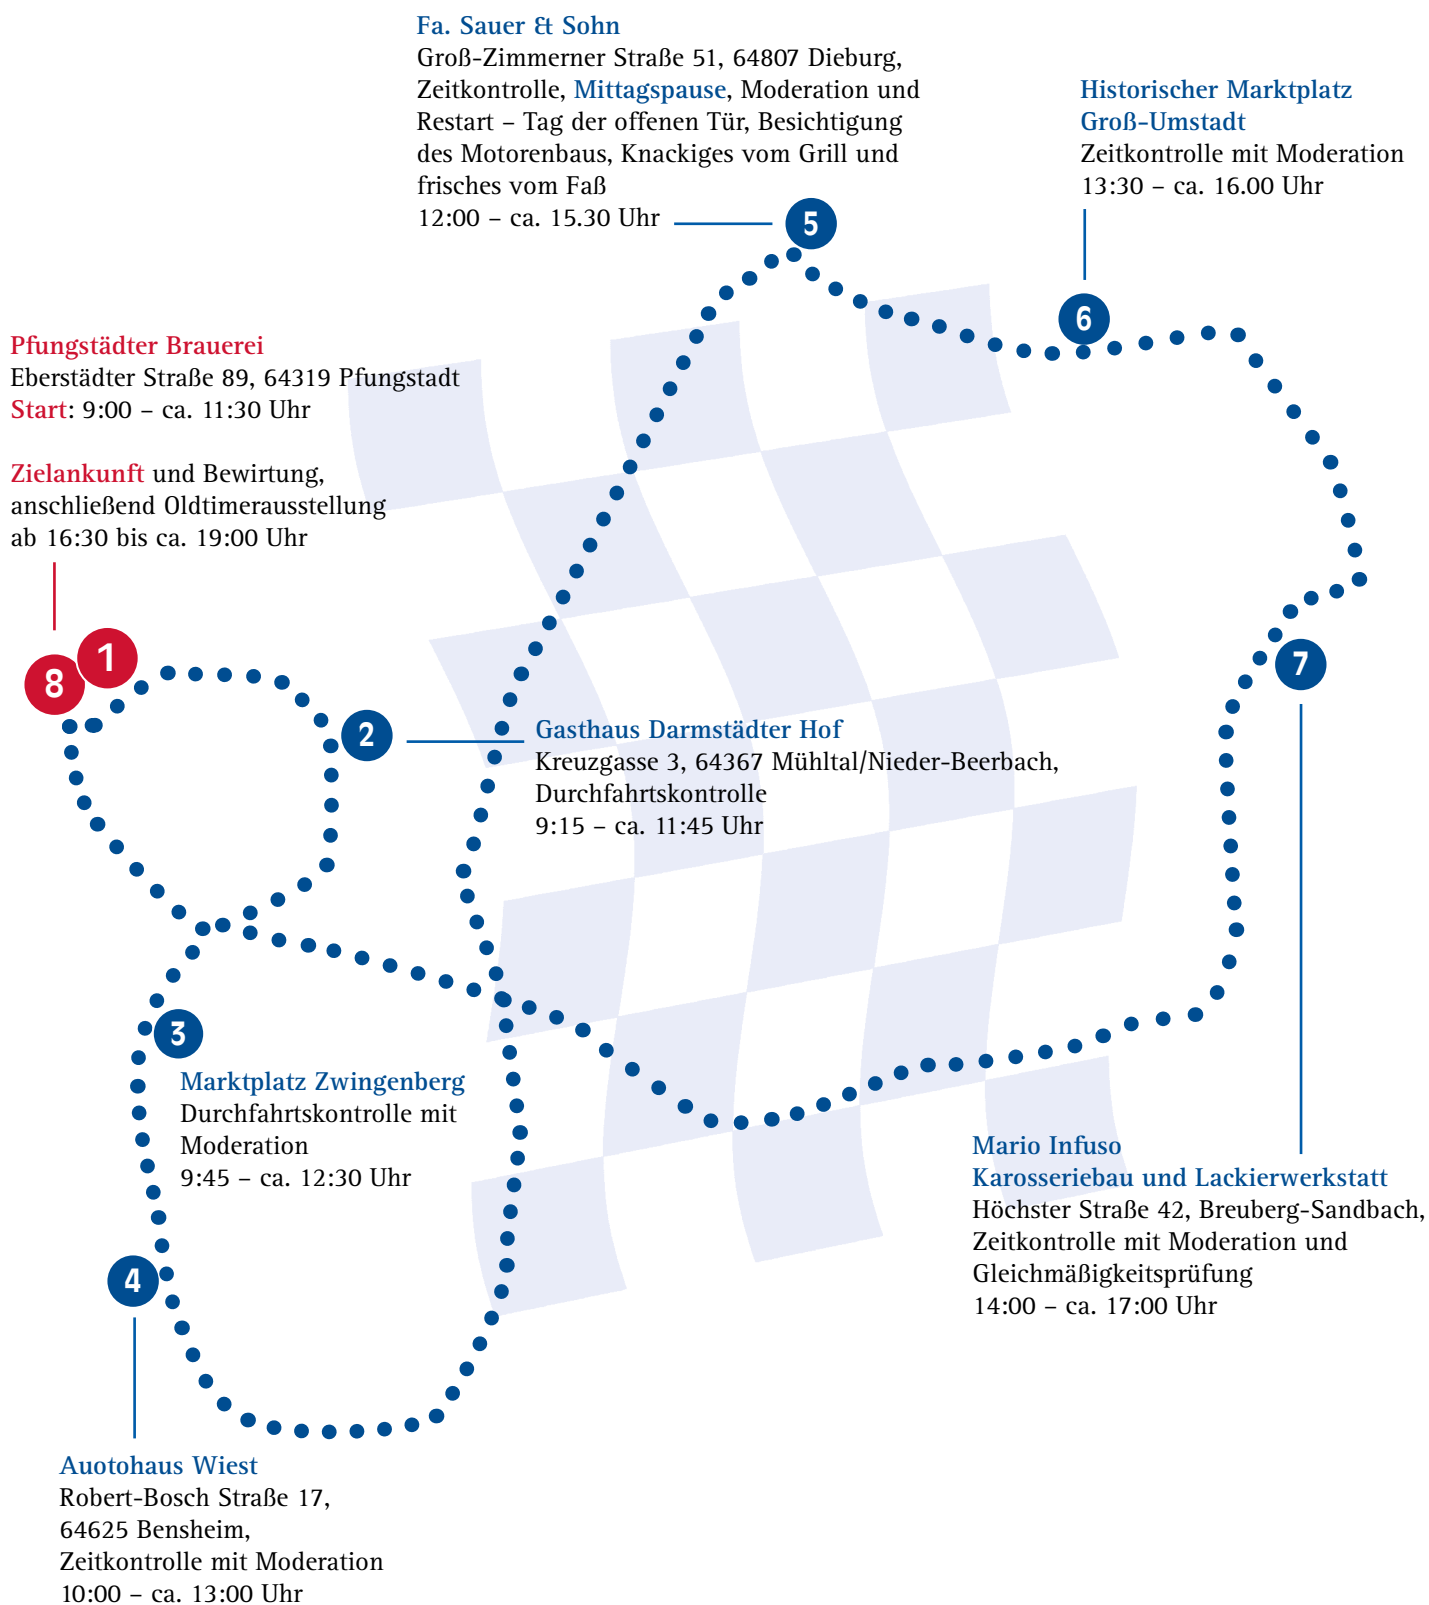 Fa. Sauer & Sohn
Groß-Zimmerner Straße 51, 64807 Dieburg,
Zeitkontrolle, Mittagspause, Moderation und
Restart – Tag der offenen Tür, Besichtigung
des Motorenbaus, Knackiges vom Grill und
frisches vom Faß
12:00 – ca. 15.30 Uhr
5
Historischer Marktplatz
Groß-Umstadt
Zeitkontrolle mit Moderation
13:30 – ca. 16.00 Uhr
6
Pfungstädter Brauerei
Eberstädter Straße 89, 64319 Pfungstadt
Start: 9:00 – ca. 11:30 Uhr
Zielankunft und Bewirtung,
anschließend Oldtimerausstellung
ab 16:30 bis ca. 19:00 Uhr
1
8
7
2
Gasthaus Darmstädter Hof
Kreuzgasse 3, 64367 Mühltal/Nieder-Beerbach,
Durchfahrtskontrolle
9:15 – ca. 11:45 Uhr
3
Marktplatz Zwingenberg
Durchfahrtskontrolle mit
Moderation
9:45 – ca. 12:30 Uhr
Mario Infuso
Karosseriebau und Lackierwerkstatt
Höchster Straße 42, Breuberg-Sandbach,
Zeitkontrolle mit Moderation und
Gleichmäßigkeitsprüfung
14:00 – ca. 17:00 Uhr
4
Auotohaus Wiest
Robert-Bosch Straße 17,
64625 Bensheim,
Zeitkontrolle mit Moderation
10:00 – ca. 13:00 Uhr